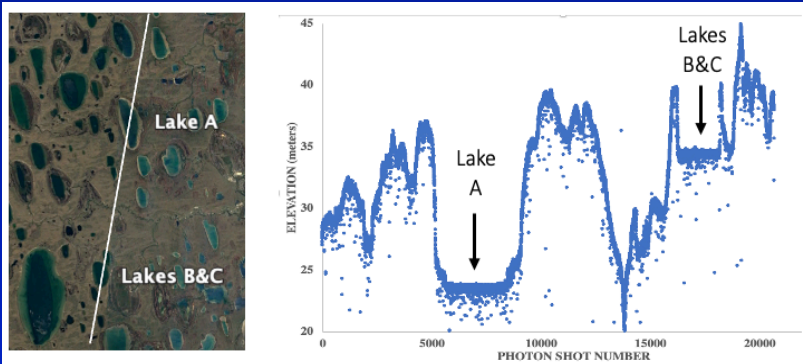 Lake A
Lakes B&C
45
40
35
30
25
20
ELEVATION (meters)
Lake
A
Lakes
B&C
0
5000
10000
15000
20000
PHOTON SHOT NUMBER